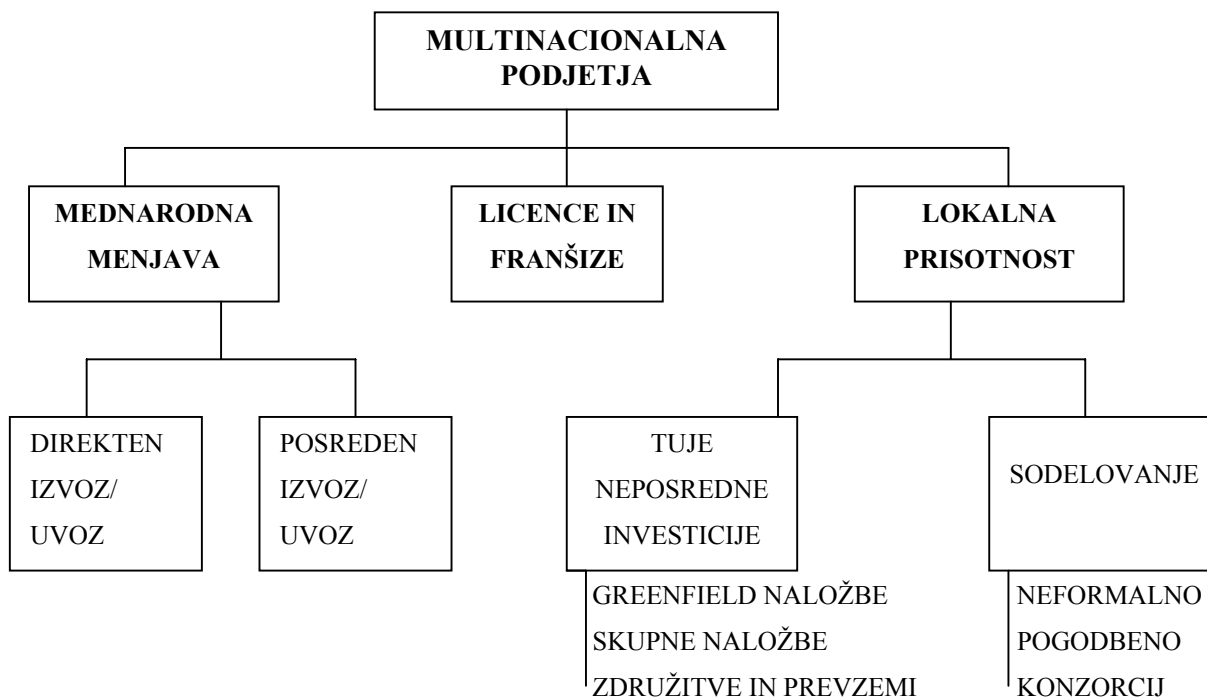 MULTINACIONALNA
PODJETJA
MEDNARODNA
MENJAVA
LICENCE IN
FRANŠIZE
LOKALNA
PRISOTNOST
DIREKTEN
IZVOZ/
UVOZ
POSREDEN
IZVOZ/
UVOZ
TUJE
NEPOSREDNE
INVESTICIJE
SODELOVANJE
GREENFIELD NALOŽBE
SKUPNE NALOŽBE
ZDRUŽITVE IN PREVZEMI
NEFORMALNO
POGODBENO
KONZORCIJ